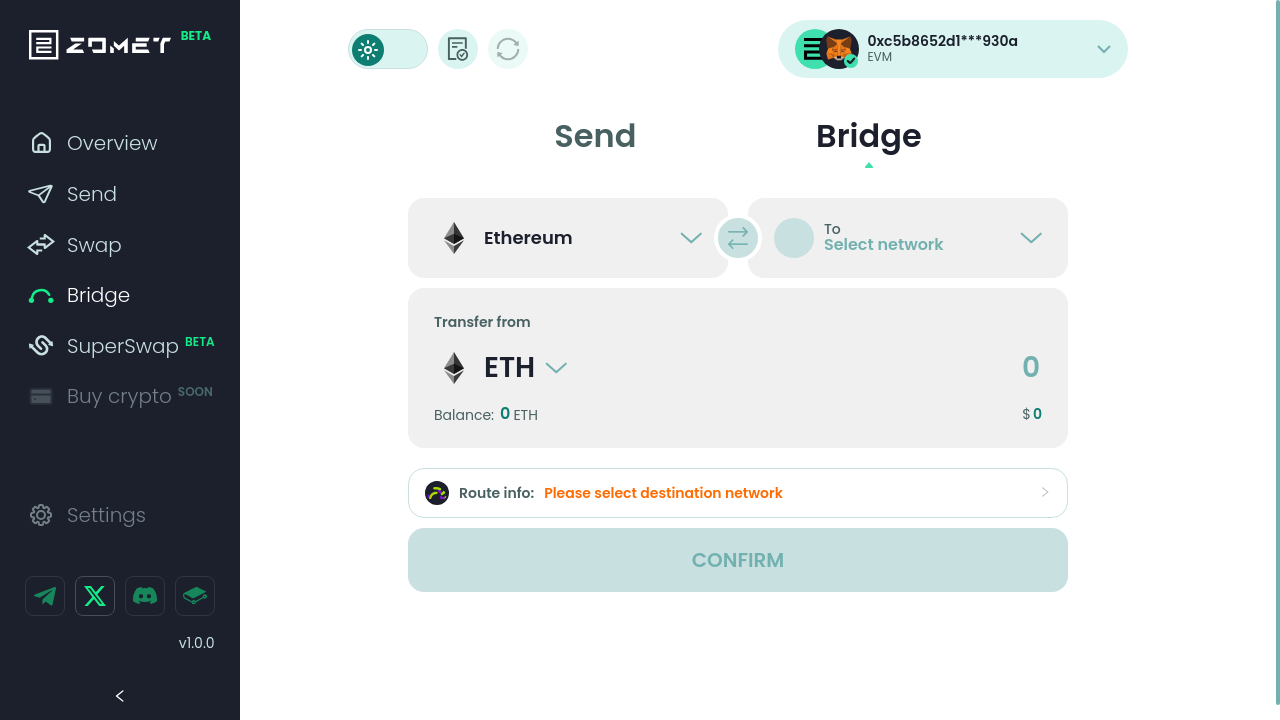 ZOMET BETA
Overview
Send
Swap
Bridge
SuperSwap BETA
Buy crypto SOON
Settings
v1.0.0
0xc5b8652d1***930a
EVM
Send
Bridge
Ethereum
To
Select network
Transfer from
ETH
0
Balance: 0 ETH
$ 0
Route info: Please select destination network
CONFIRM